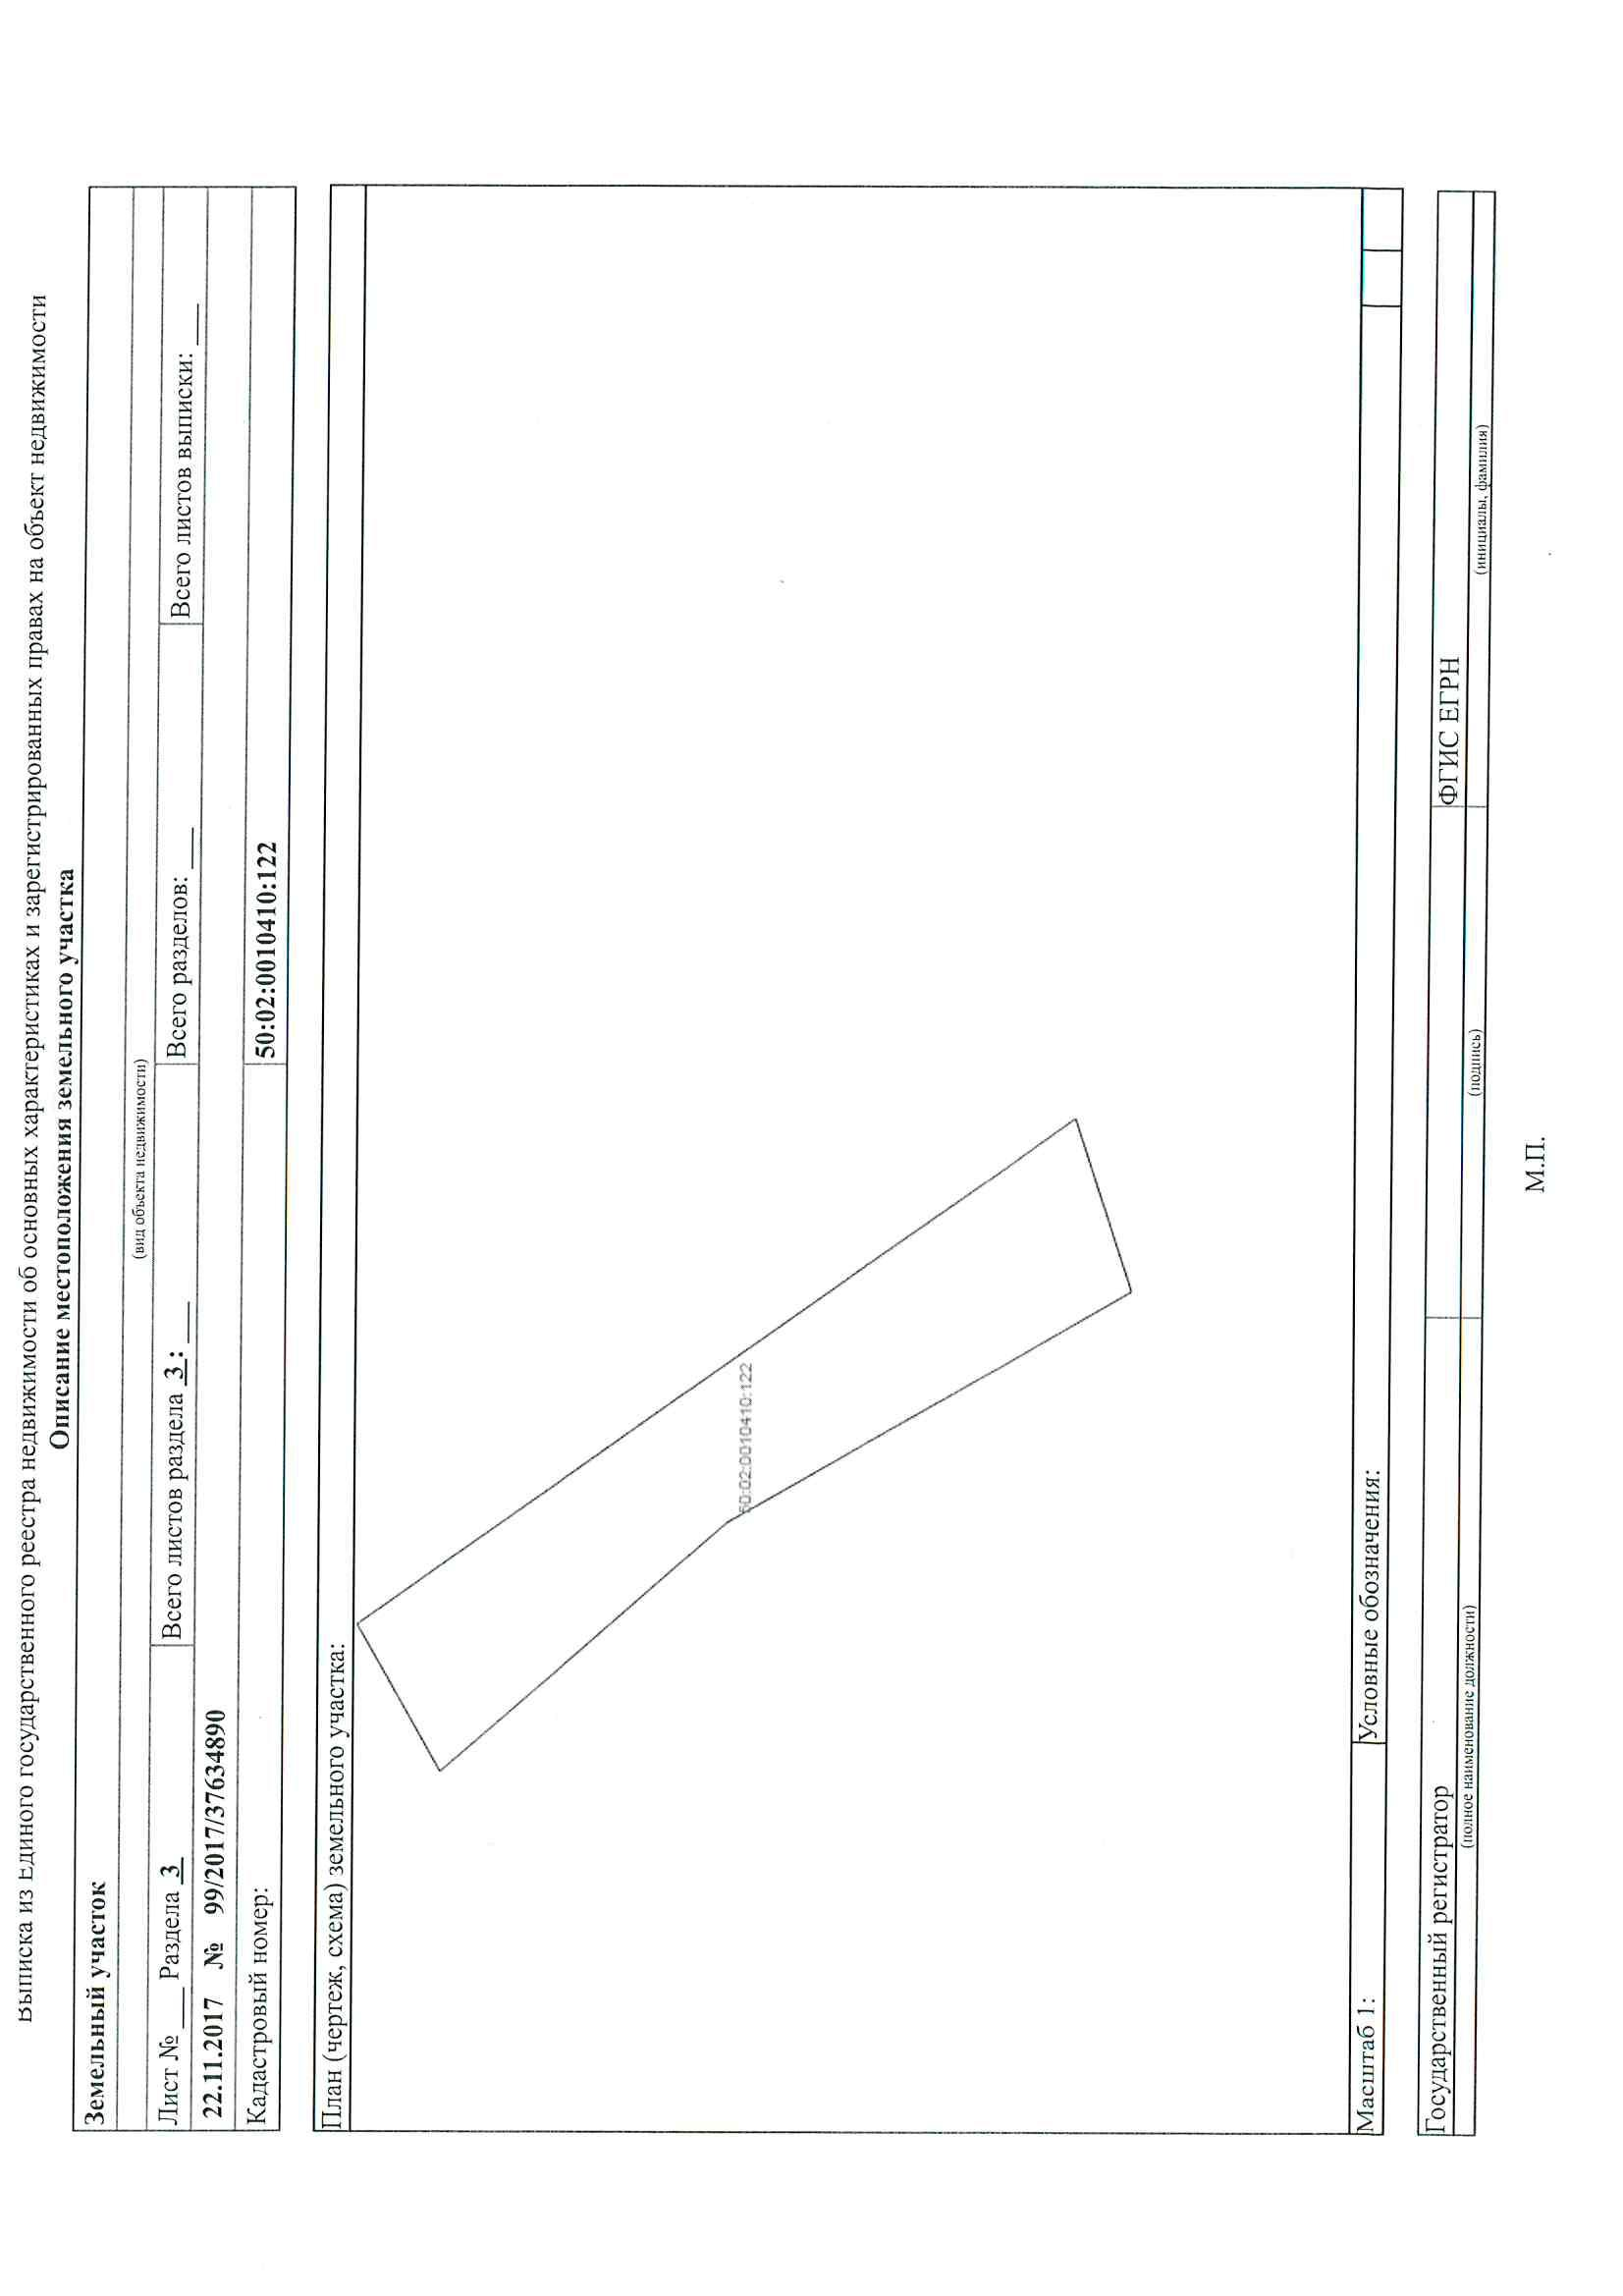 Выписка из Единого государственного реестра недвижимости об основных характеристиках и зарегистрированных правах на объект недвижимости
Описание местоположения земельного участка
Земельный участок
(вид объекта недвижимости)
Лист № ___ Раздела 3 Всего листов раздела 3 : ___ Всего разделов: ___ Всего листов выписки: ___
22.11.2017 № 99/2017/37634890
Кадастровый номер: 50:02:0010410:122
План (чертеж, схема) земельного участка:
50:02:0010410:122
Масштаб 1: Условные обозначения:
Государственный регистратор ФГИС ЕГРН
(полное наименование должности) (подпись) (инициалы, фамилия)
М.П.